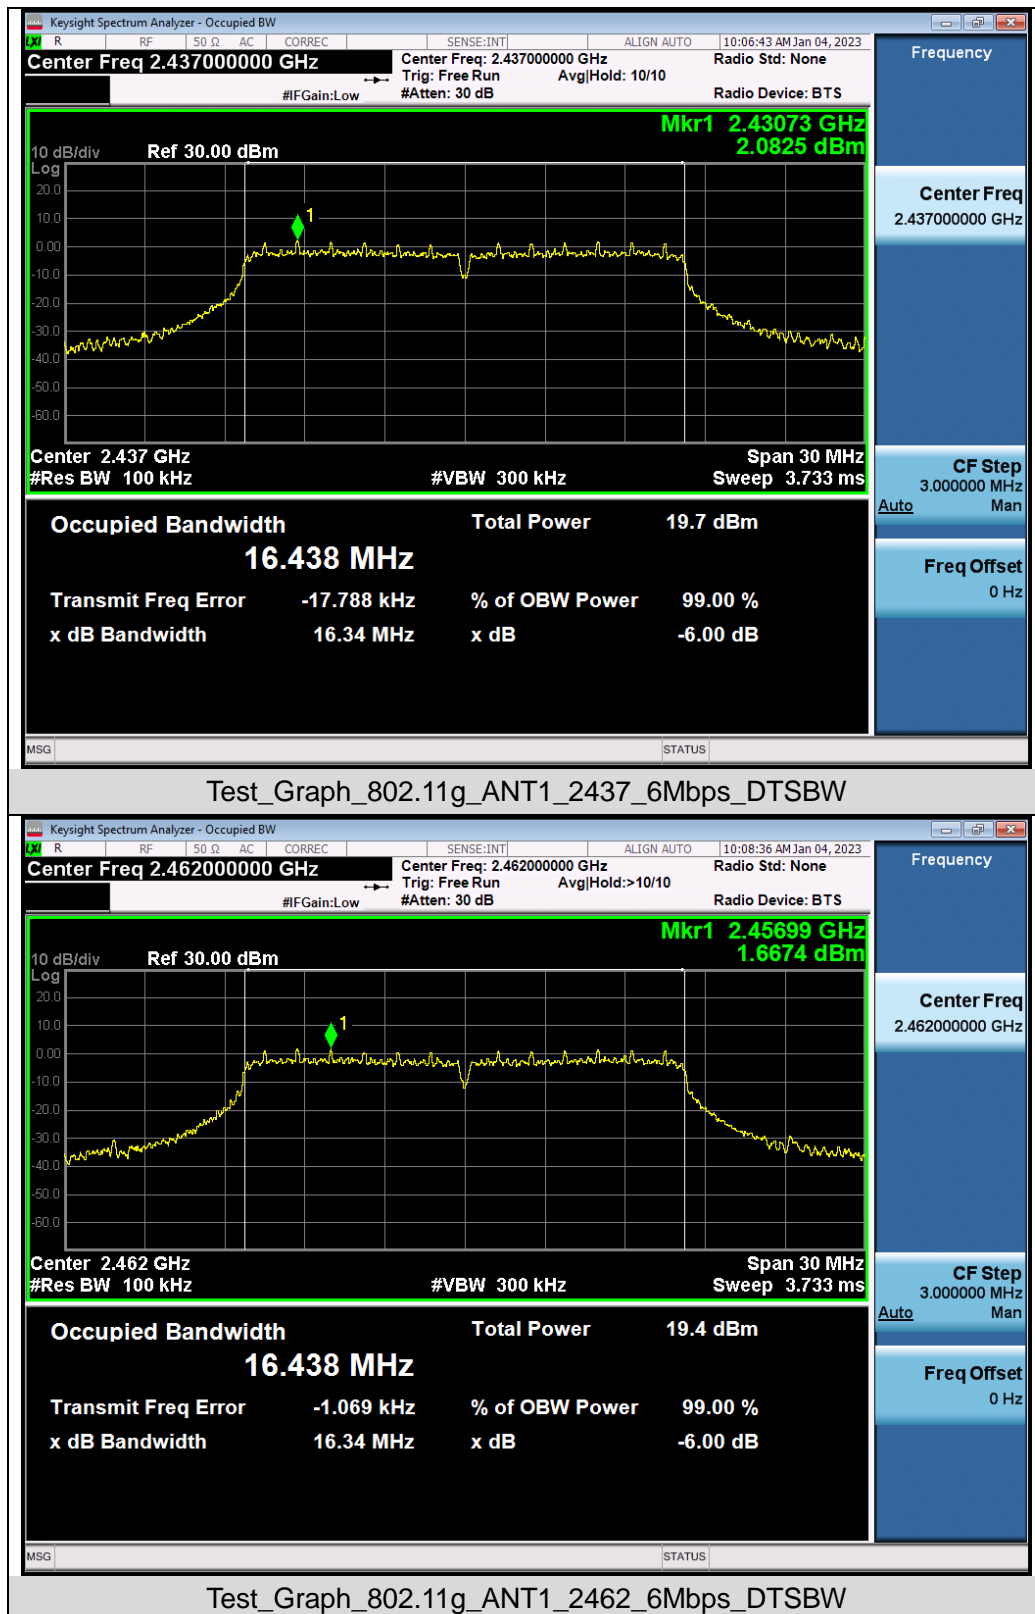 Keysight Spectrum Analyzer - Occupied BW
LXI R RF 50 Ω AC CORREC SENSE:INT ALIGN AUTO 10:06:43 AM Jan 04, 2023
Center Freq 2.437000000 GHz
Center Freq: 2.437000000 GHz
Radio Std: None
Trig: Free Run Avg|Hold: 10/10
#IFGain:Low
#Atten: 30 dB
Radio Device: BTS
Mkr1 2.43073 GHz
2.0825 dBm
10 dB/div Ref 30.00 dBm
Log
20.0
10.0
0.00
-10.0
-20.0
-30.0
-40.0
-50.0
-60.0
1
Center 2.437 GHz Span 30 MHz
#Res BW 100 kHz #VBW 300 kHz Sweep 3.733 ms
Occupied Bandwidth Total Power 19.7 dBm
16.438 MHz
Transmit Freq Error -17.788 kHz % of OBW Power 99.00 %
x dB Bandwidth 16.34 MHz x dB -6.00 dB
MSG STATUS
Frequency
Center Freq
2.437000000 GHz
CF Step
3.000000 MHz
Auto Man
Freq Offset
0 Hz
Test_Graph_802.11g_ANT1_2437_6Mbps_DTSBW
Keysight Spectrum Analyzer - Occupied BW
LXI R RF 50 Ω AC CORREC SENSE:INT ALIGN AUTO 10:08:36 AM Jan 04, 2023
Center Freq 2.462000000 GHz
Center Freq: 2.462000000 GHz
Radio Std: None
Trig: Free Run Avg|Hold:>10/10
#IFGain:Low
#Atten: 30 dB
Radio Device: BTS
Mkr1 2.45699 GHz
1.6674 dBm
10 dB/div Ref 30.00 dBm
Log
20.0
10.0
0.00
-10.0
-20.0
-30.0
-40.0
-50.0
-60.0
1
Center 2.462 GHz Span 30 MHz
#Res BW 100 kHz #VBW 300 kHz Sweep 3.733 ms
Occupied Bandwidth Total Power 19.4 dBm
16.438 MHz
Transmit Freq Error -1.069 kHz % of OBW Power 99.00 %
x dB Bandwidth 16.34 MHz x dB -6.00 dB
MSG STATUS
Frequency
Center Freq
2.462000000 GHz
CF Step
3.000000 MHz
Auto Man
Freq Offset
0 Hz
Test_Graph_802.11g_ANT1_2462_6Mbps_DTSBW